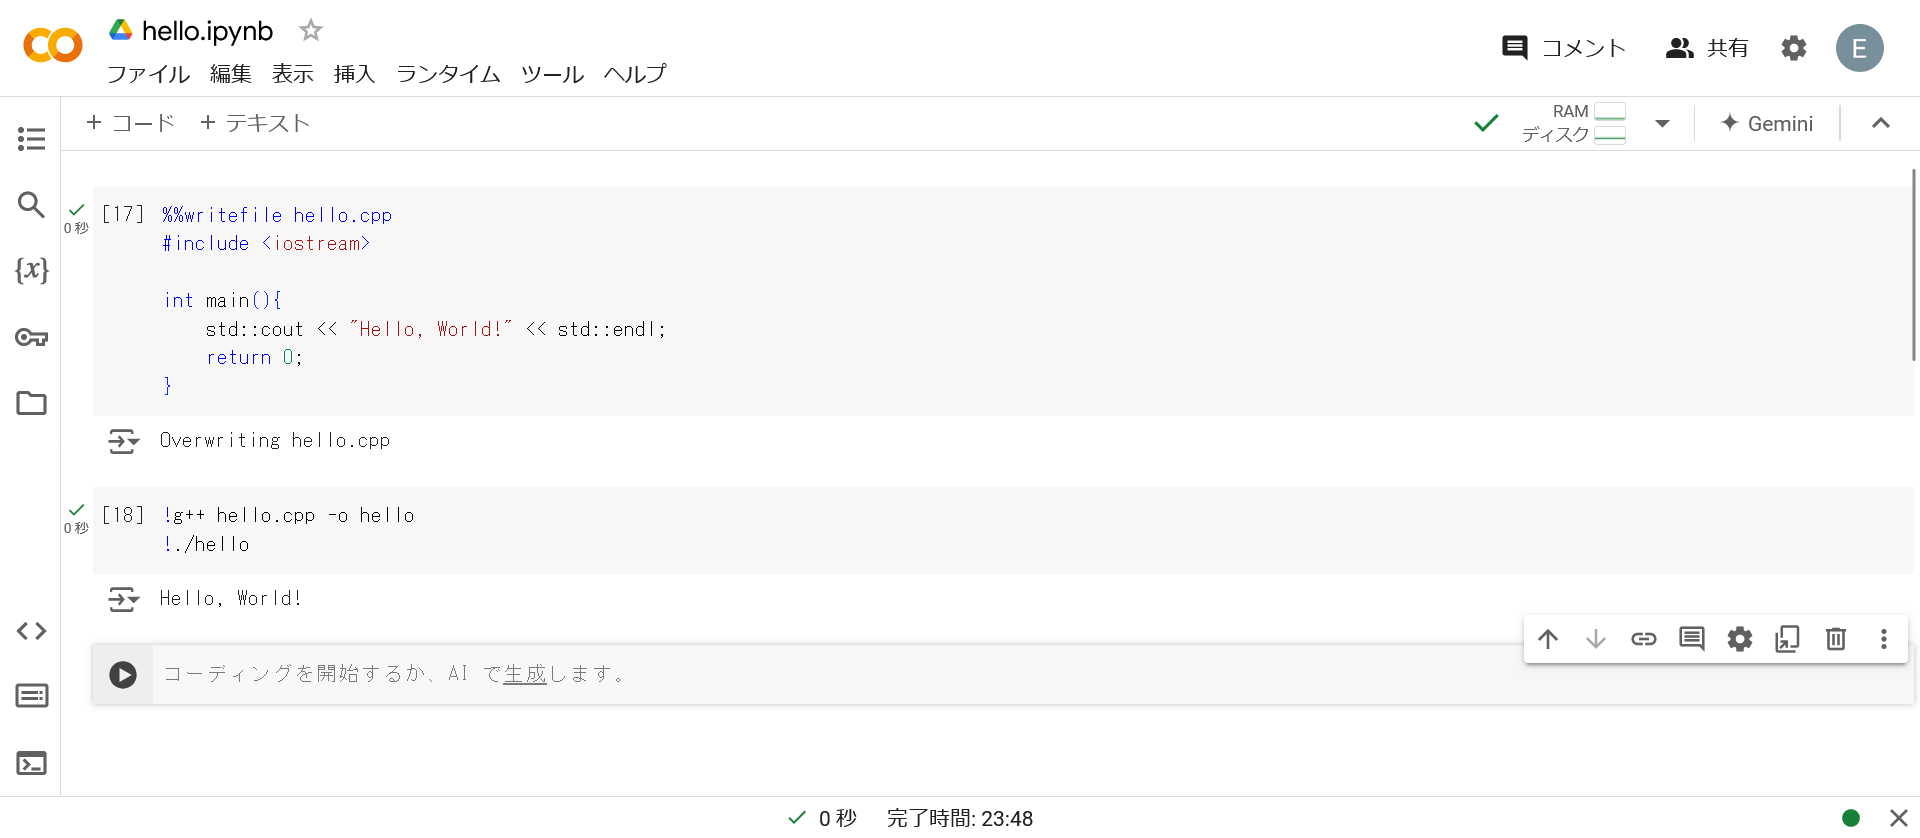 hello.ipynb
コメント
共有
E
ファイル 編集 表示 挿入 ランタイム ツール ヘルプ
+ コード + テキスト
RAM
ディスク
Gemini
{x}
0 秒
[17]
%%writefile hello.cpp
#include <iostream>
int main(){
    std::cout << "Hello, World!" << std::endl;
    return 0;
}
Overwriting hello.cpp
0 秒
[18]
!g++ hello.cpp -o hello
!./hello
Hello, World!
コーディングを開始するか、AI で生成します。
0 秒 完了時間: 23:48